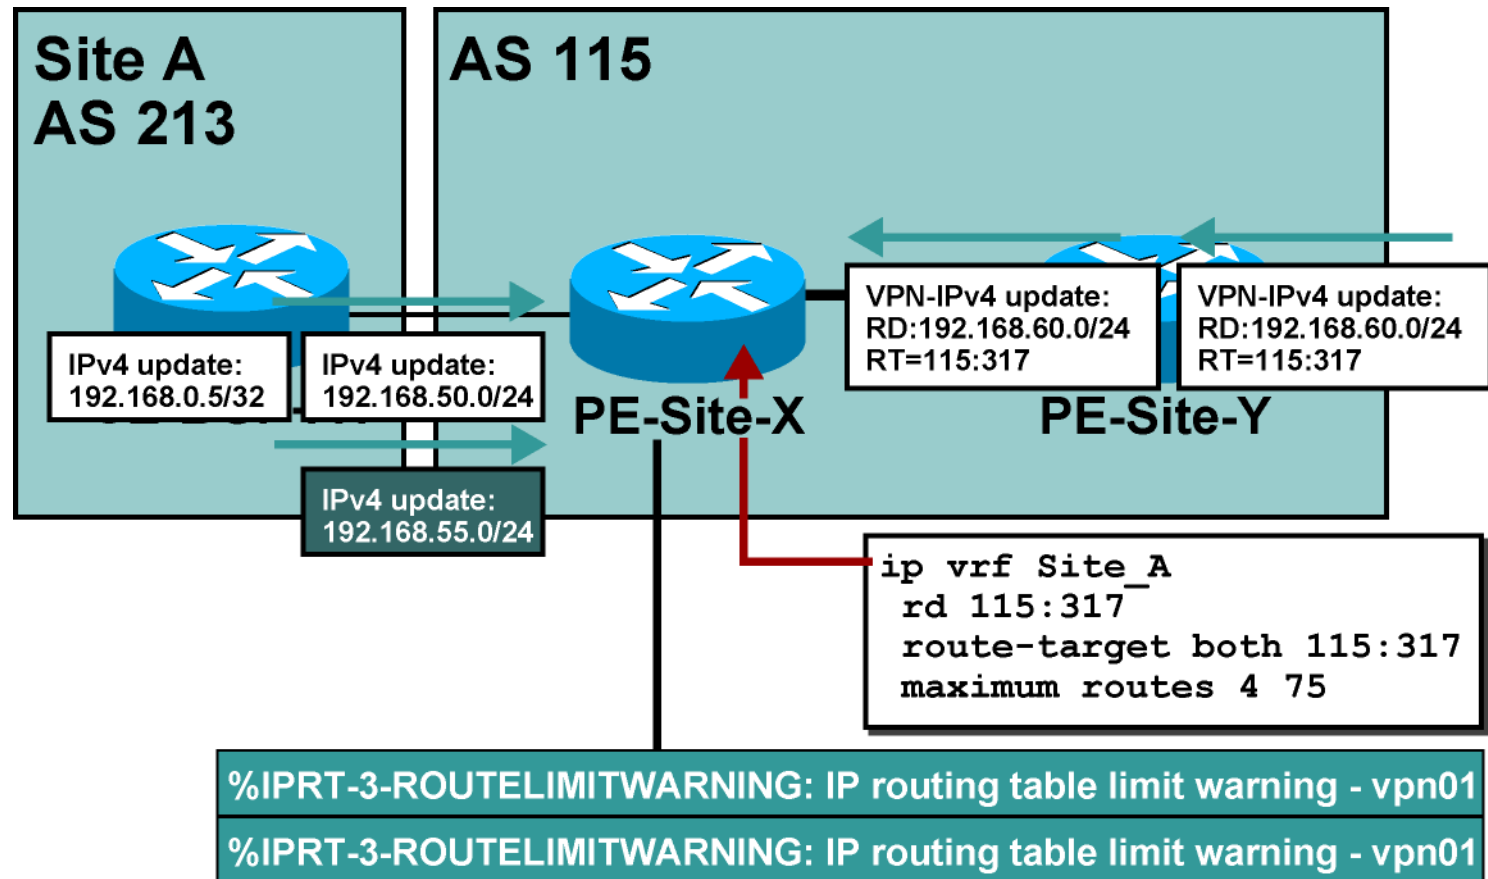 Site A
AS 213
AS 115
VPN-IPv4 update:
RD:192.168.60.0/24
RT=115:317
VPN-IPv4 update:
RD:192.168.60.0/24
RT=115:317
IPv4 update:
192.168.0.5/32
IPv4 update:
192.168.50.0/24
PE-Site-X
PE-Site-Y
IPv4 update:
192.168.55.0/24
ip vrf Site_A
rd 115:317
route-target both 115:317
maximum routes 4 75
%IPRT-3-ROUTELIMITWARNING: IP routing table limit warning - vpn01
%IPRT-3-ROUTELIMITWARNING: IP routing table limit warning - vpn01